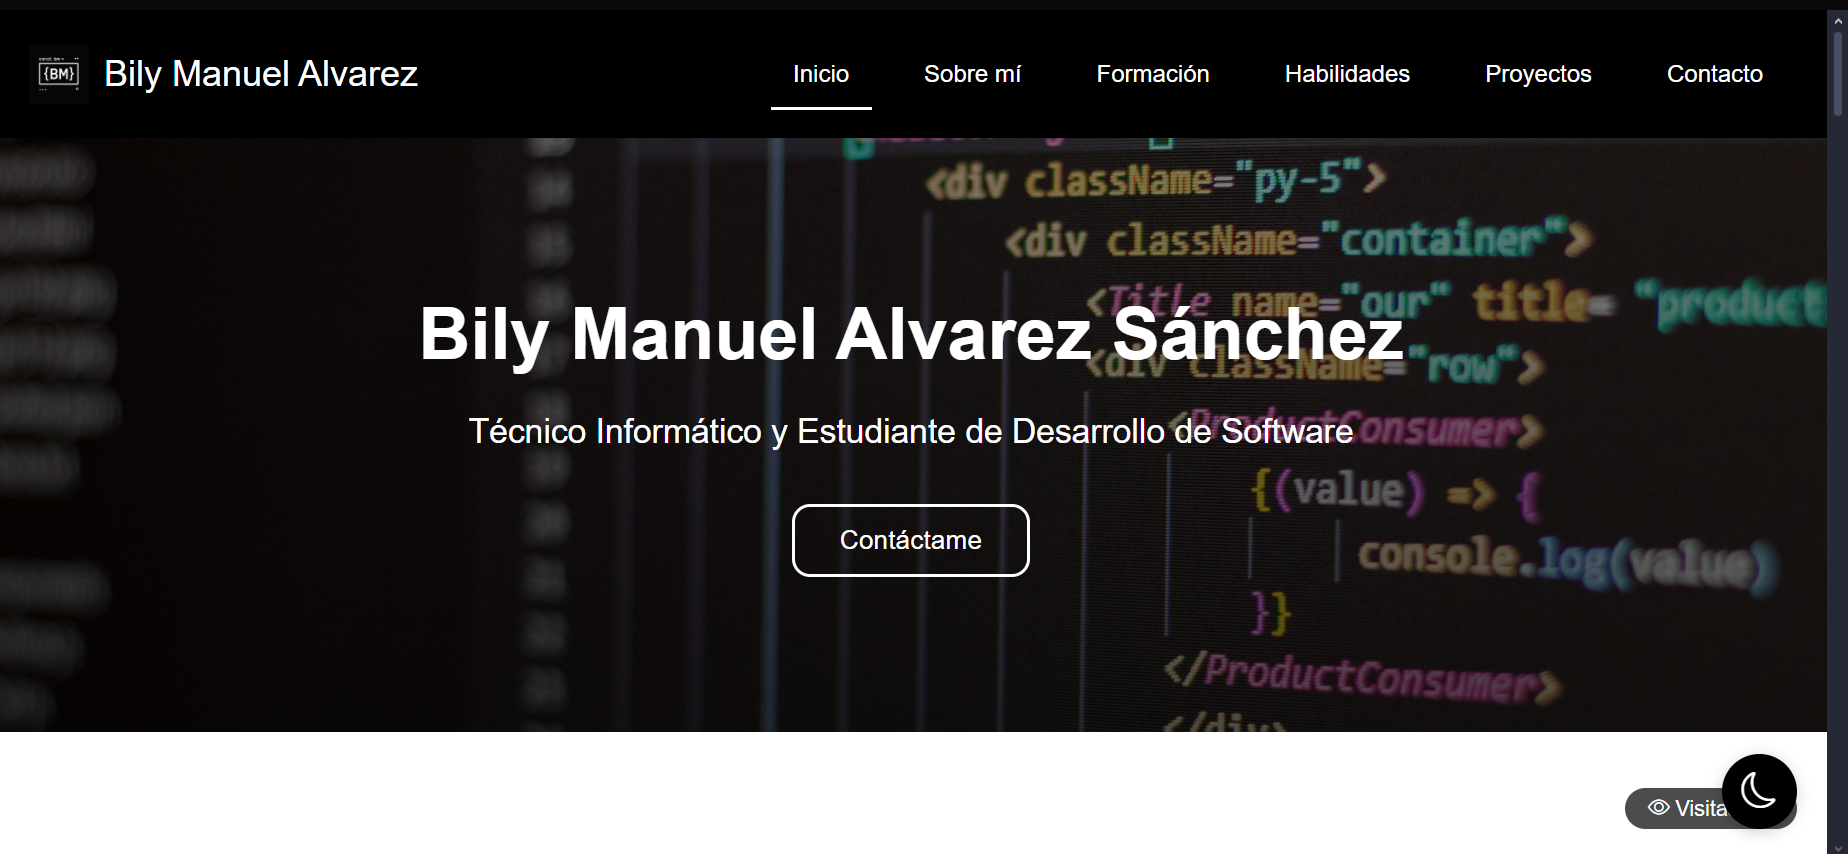 {BM}
Bily Manuel Alvarez
Inicio
Sobre mí
Formación
Habilidades
Proyectos
Contacto
<div className="py-5">
<div className="container">
<Title name="our" title= "product
<div className="row">
Bily Manuel Alvarez Sánchez
<ProductConsumer>
Técnico Informático y Estudiante de Desarrollo de Software
{(value) => {
Contáctame
console.log(value)
}}
</ProductConsumer>
</div>